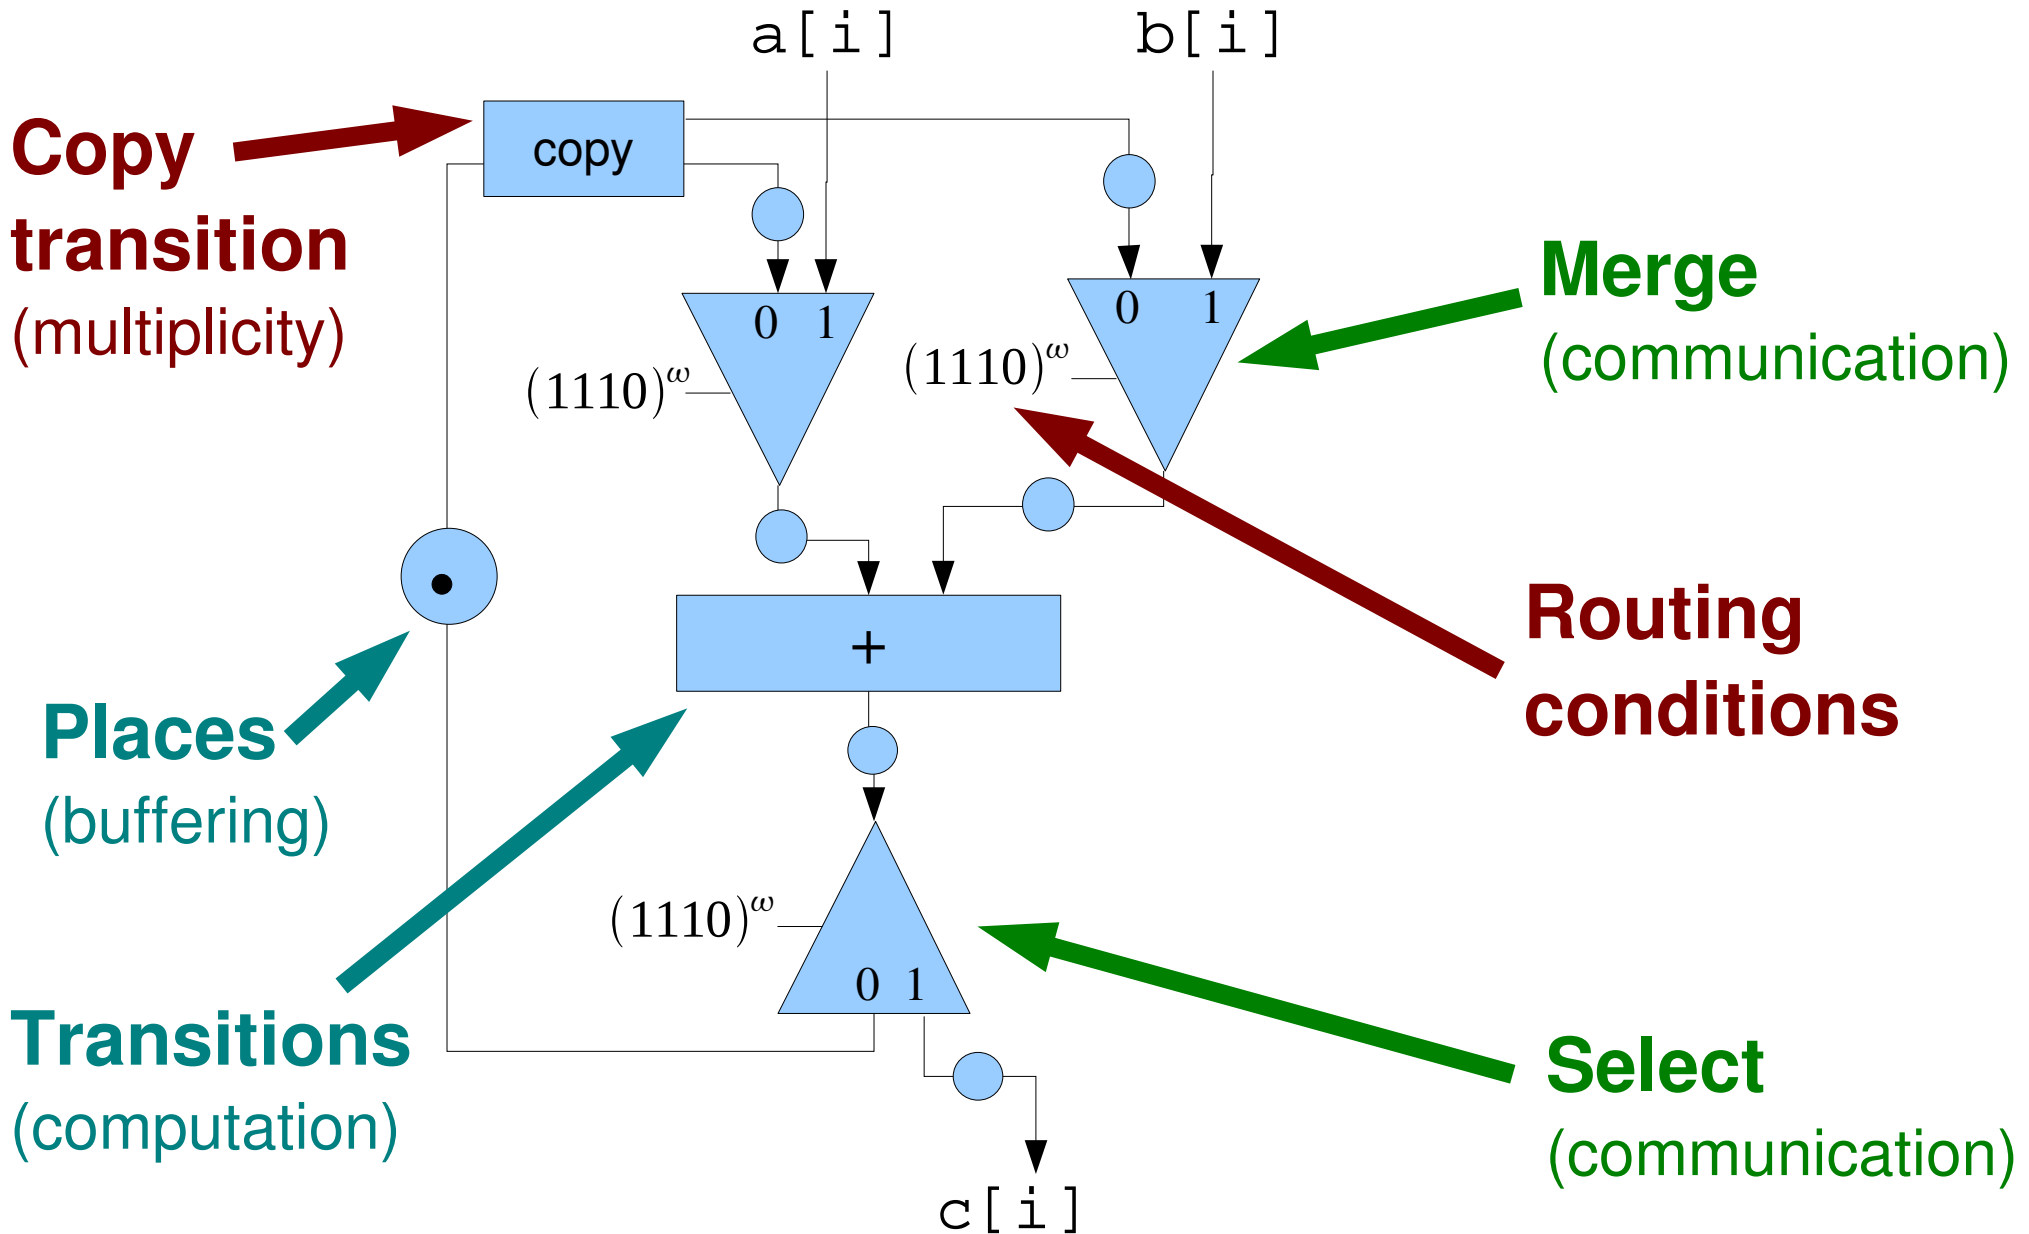 a[i]
b[i]
Copy
transition
(multiplicity)
copy
0 1
0 1
(1110)^ω
(1110)^ω
Merge
(communication)
Routing
conditions
+
Places
(buffering)
(1110)^ω
0 1
Transitions
(computation)
Select
(communication)
c[i]